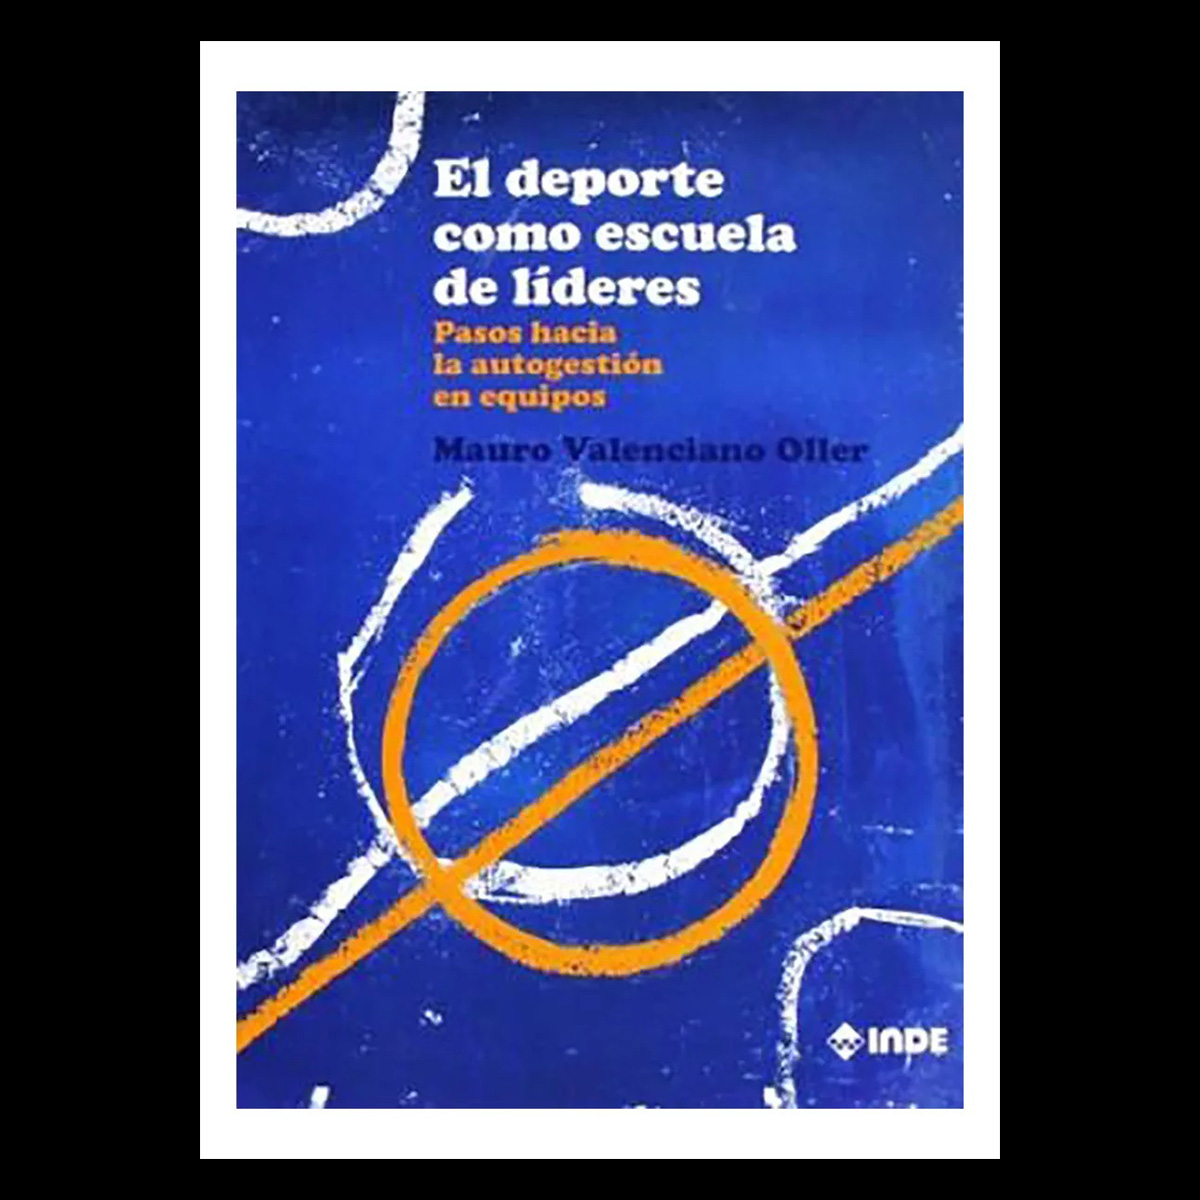 El deporte
como escuela
de líderes
Pasos hacia
la autogestión
en equipos
Mauro Valenciano Oller
INDE